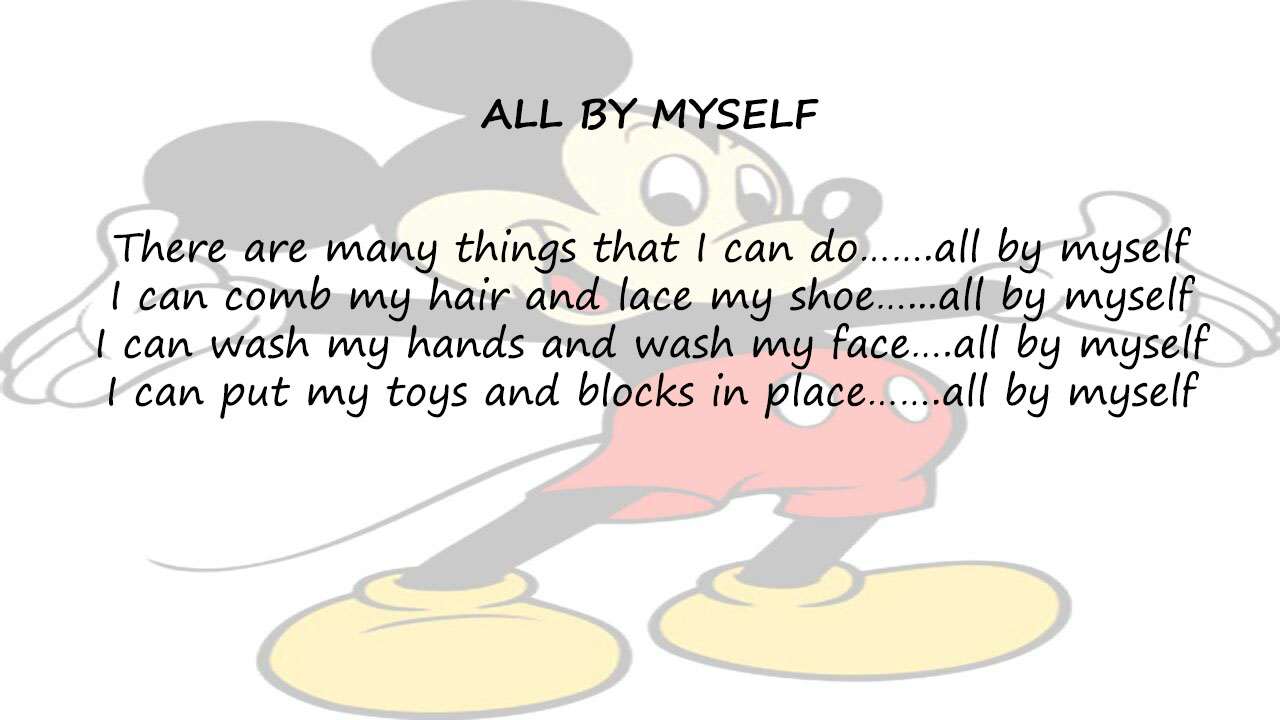 ALL BY MYSELF
There are many things that I can do…….all by myself
I can comb my hair and lace my shoe…...all by myself
I can wash my hands and wash my face….all by myself
I can put my toys and blocks in place…….all by myself